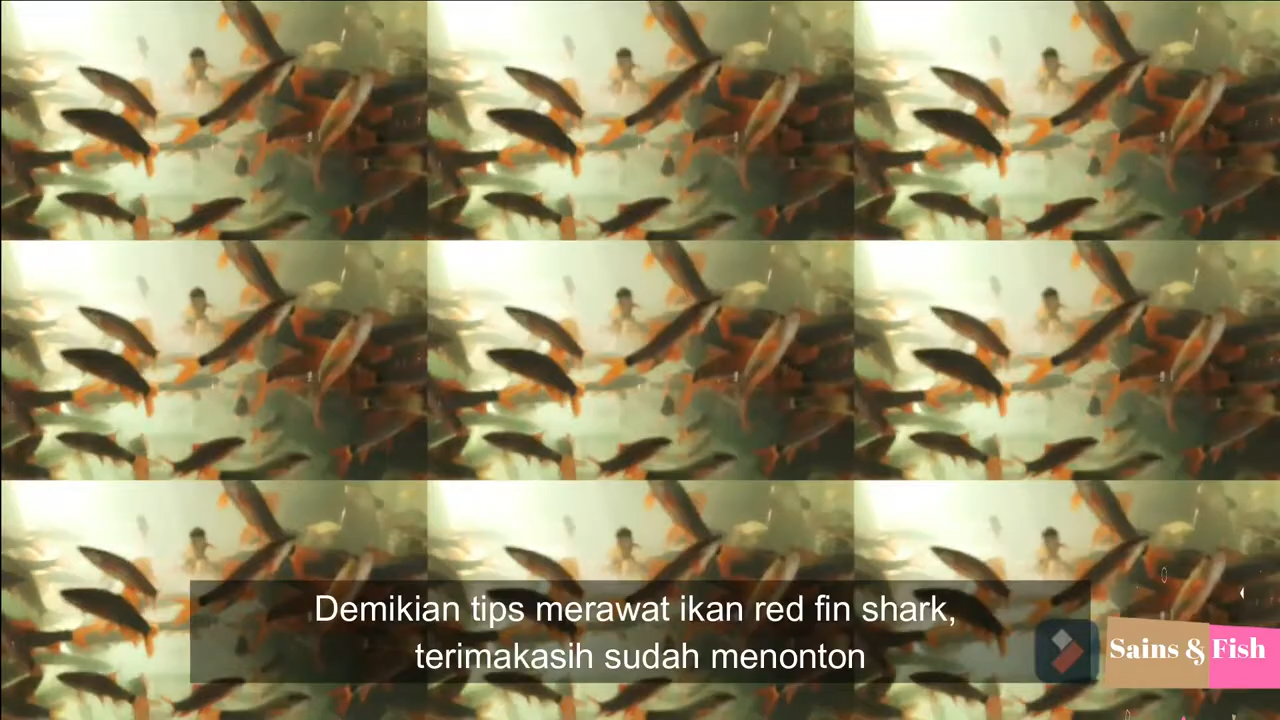 Demikian tips merawat ikan red fin shark,
terimakasih sudah menonton
Sains & Fish